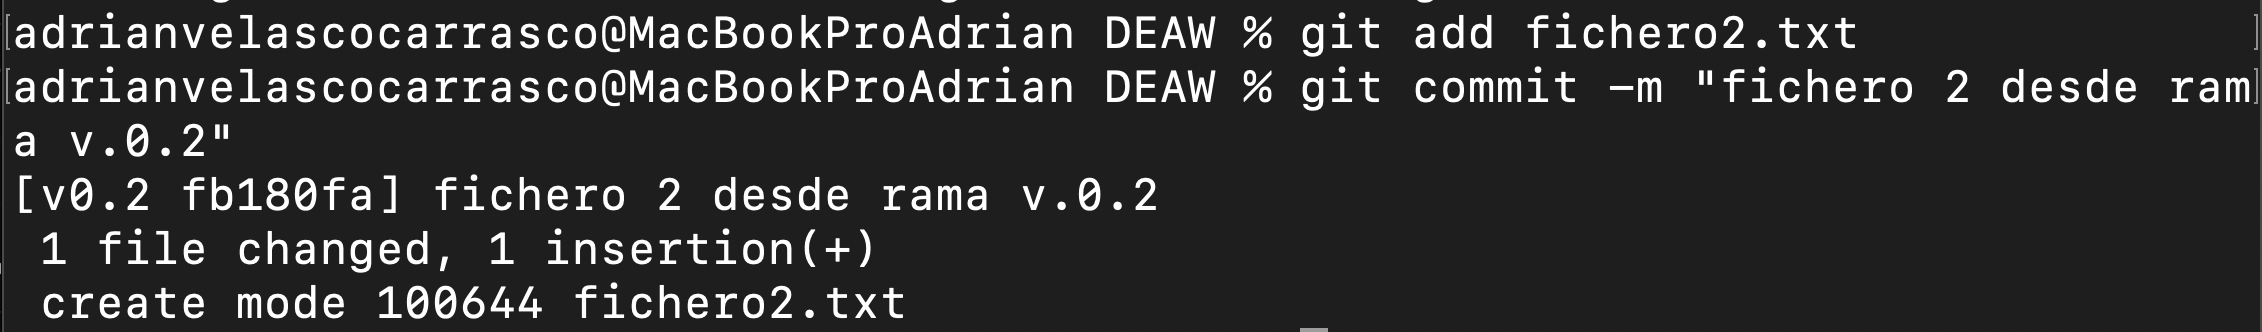 [adrianvelascocarrasco@MacBookProAdrian DEAW % git add fichero2.txt ]
[adrianvelascocarrasco@MacBookProAdrian DEAW % git commit -m "fichero 2 desde ram]
a v.0.2"
[v0.2 fb180fa] fichero 2 desde rama v.0.2
 1 file changed, 1 insertion(+)
 create mode 100644 fichero2.txt